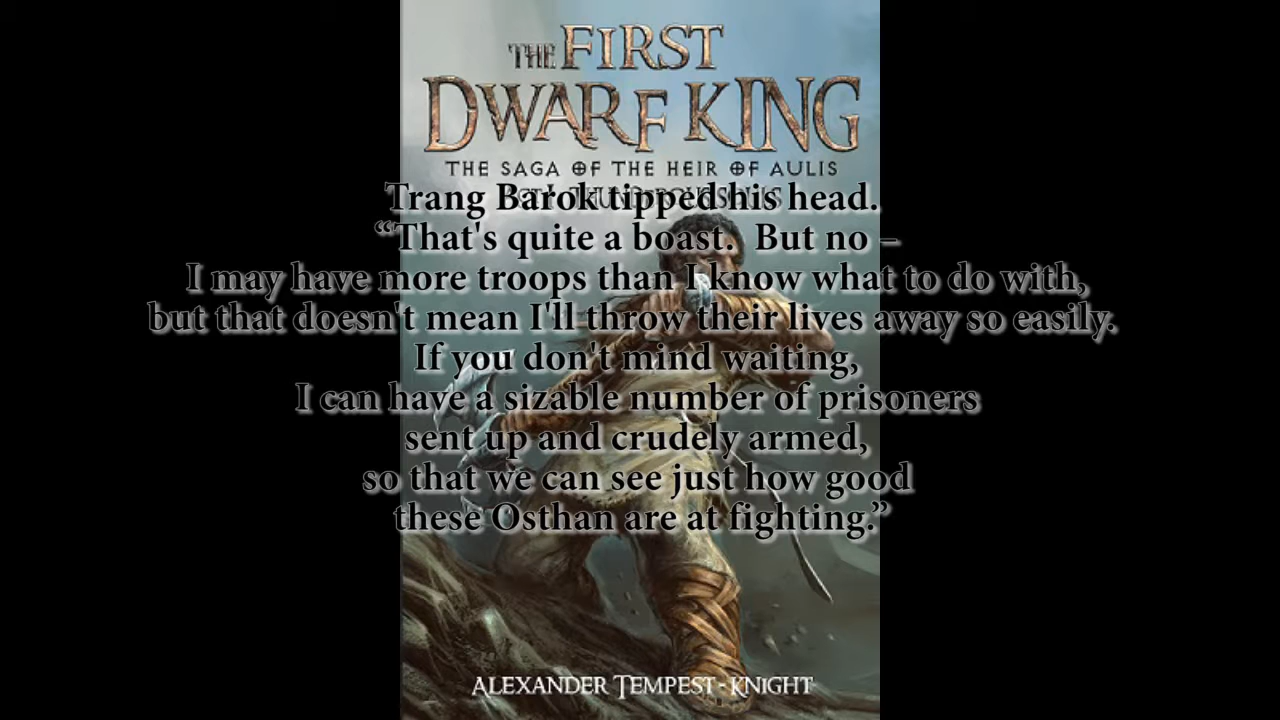 THE FIRST
DWARF KING
THE SAGA OF THE HEIR OF AULIS
Trang Barok tipped his head.
“That's quite a boast.  But no –
I may have more troops than I know what to do with,
but that doesn't mean I'll throw their lives away so easily.
If you don't mind waiting,
I can have a sizable number of prisoners
sent up and crudely armed,
so that we can see just how good
these Osthan are at fighting.”
ALEXANDER TEMPEST - KNIGHT